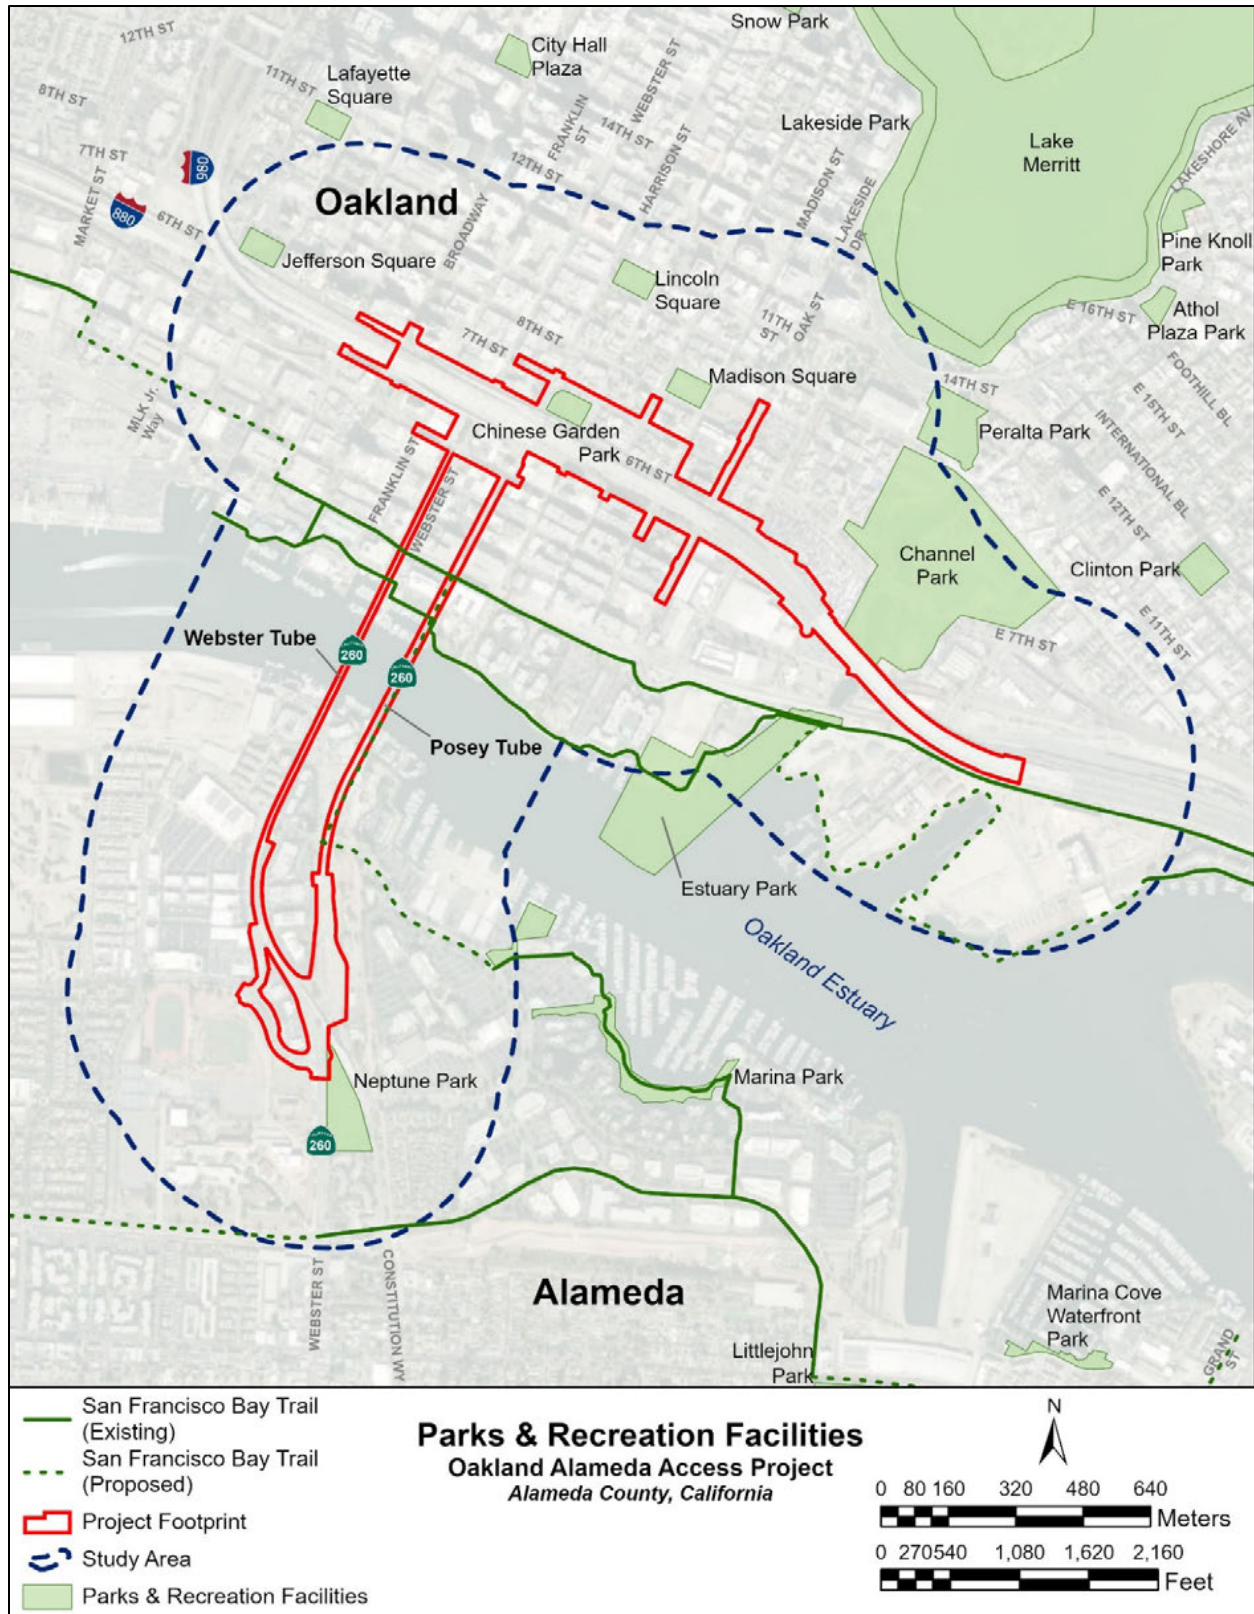 Snow Park
12TH ST
City Hall
Plaza
WEBSTER ST
11TH ST
Lafayette
Square
8TH ST
FRANKLIN
ST
14TH ST
Lakeside Park
Lake
Merritt
LAKESHORE AV
7TH ST
980
12TH ST
HARRISON ST
MADISON ST
LAKESIDE
DR
MARKET ST
880
6TH ST
Oakland
BROADWAY
Pine Knoll
Park
Jefferson Square
Lincoln
Square
11TH
ST
OAK ST
E 16TH ST
Athol
Plaza Park
8TH ST
7TH ST
FOOTHILL BL
Madison Square
14TH ST
E 15TH ST
MLK Jr.
Way
Chinese Garden
Park
Peralta Park
INTERNATIONAL BL
FRANKLIN ST
WEBSTER ST
6TH ST
E 12TH ST
Channel
Park
Clinton Park
E 11TH ST
E 7TH ST
Webster Tube
260
260
Posey Tube
Estuary Park
Oakland Estuary
Neptune Park
Marina Park
260
WEBSTER ST
CONSTITUTION WY
Alameda
Marina Cove
Waterfront
Park
GRAND
ST
Littlejohn
Park
San Francisco Bay Trail
(Existing)
San Francisco Bay Trail
(Proposed)
Project Footprint
Study Area
Parks & Recreation Facilities
Parks & Recreation Facilities
Oakland Alameda Access Project
Alameda County, California
N
0 80 160 320 480 640
Meters
0 270540 1,080 1,620 2,160
Feet